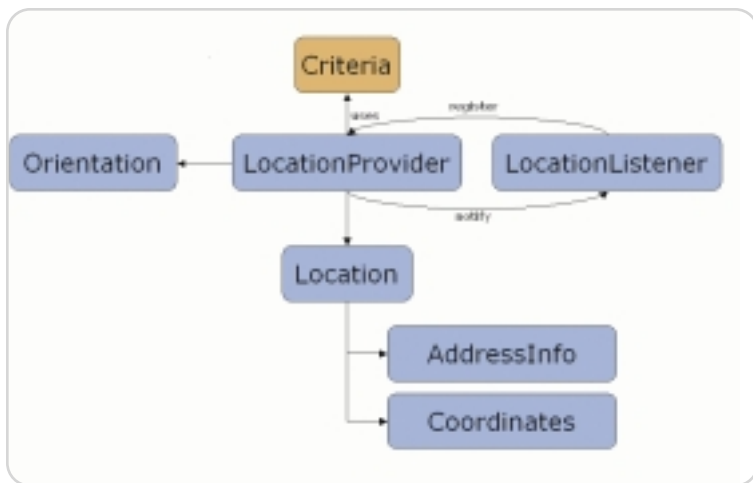 Criteria
uses
register
Orientation
LocationProvider
LocationListener
notify
Location
AddressInfo
Coordinates